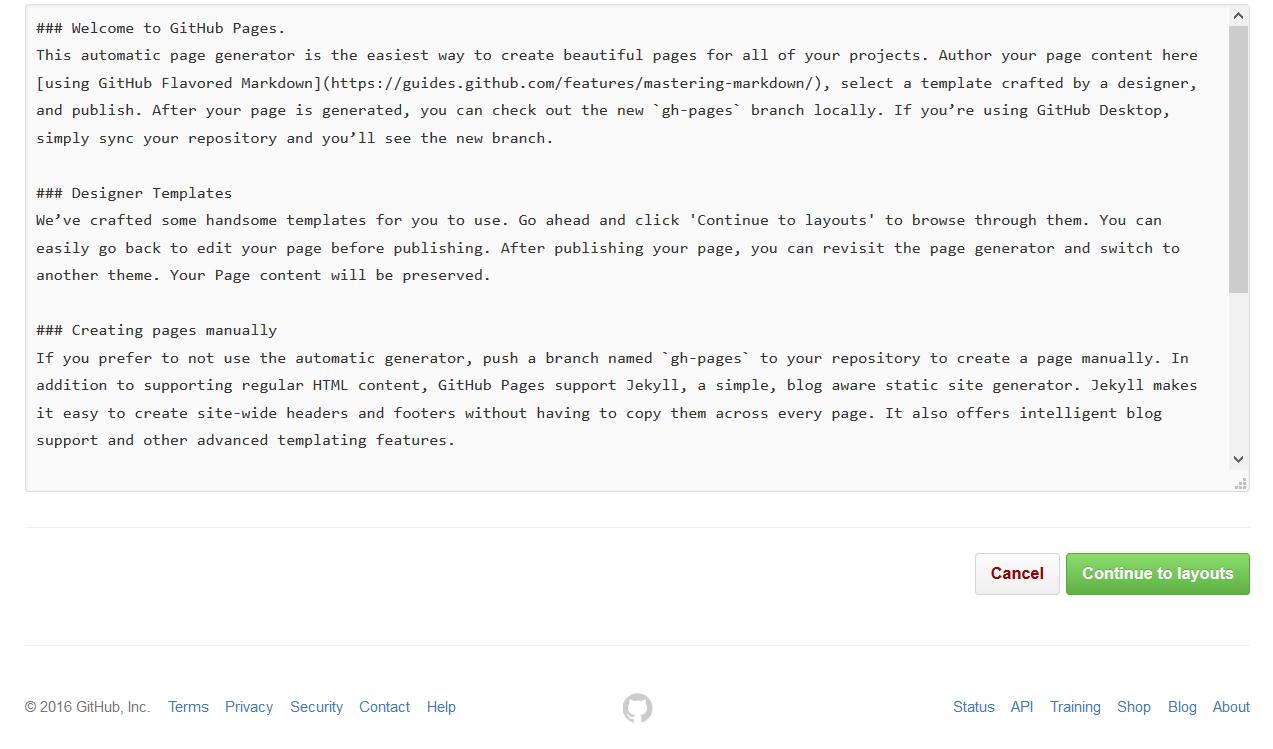 ### Welcome to GitHub Pages.
This automatic page generator is the easiest way to create beautiful pages for all of your projects. Author your page content here
[using GitHub Flavored Markdown](https://guides.github.com/features/mastering-markdown/), select a template crafted by a designer,
and publish. After your page is generated, you can check out the new `gh-pages` branch locally. If you’re using GitHub Desktop,
simply sync your repository and you’ll see the new branch.
### Designer Templates
We’ve crafted some handsome templates for you to use. Go ahead and click 'Continue to layouts' to browse through them. You can
easily go back to edit your page before publishing. After publishing your page, you can revisit the page generator and switch to
another theme. Your Page content will be preserved.
### Creating pages manually
If you prefer to not use the automatic generator, push a branch named `gh-pages` to your repository to create a page manually. In
addition to supporting regular HTML content, GitHub Pages support Jekyll, a simple, blog aware static site generator. Jekyll makes
it easy to create site-wide headers and footers without having to copy them across every page. It also offers intelligent blog
support and other advanced templating features.
Cancel Continue to layouts
© 2016 GitHub, Inc. Terms Privacy Security Contact Help Status API Training Shop Blog About